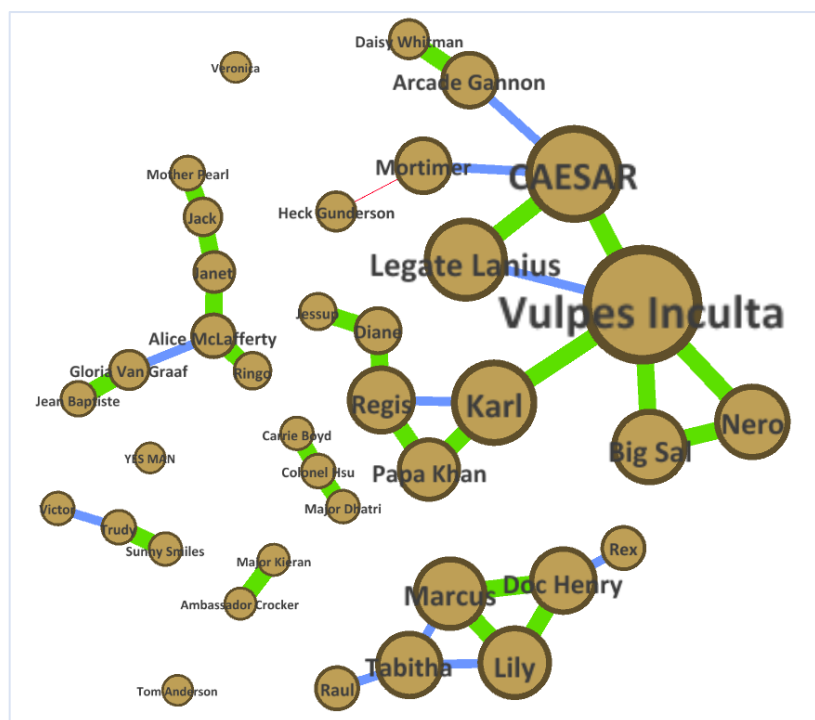 Daisy Whitman
Veronica
Arcade Gannon
Mother Pearl
Mortimer
CAESAR
Jack
Heck Gunderson
Janet
Legate Lanius
Jessup
Diane
Vulpes Inculta
Alice McLafferty
Gloria Van Graaf
Ringo
Jean Baptiste
Regis
Karl
Nero
Carrie Boyd
Big Sal
YES MAN
Colonel Hsu
Papa Khan
Victor
Major Dhatri
Trudy
Sunny Smiles
Rex
Major Kieran
Doc Henry
Marcus
Ambassador Crocker
Tabitha
Lily
Raul
Tom Anderson